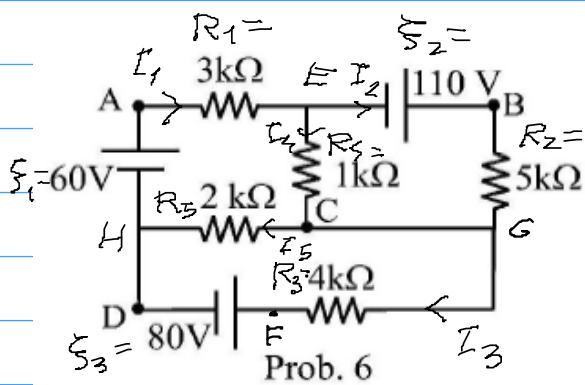 R1= ξ2=
I1 3kΩ E I2 110 V
A B
I4 R4= R2=
ξ1=60V 1kΩ 5kΩ
R5 2 kΩ C
H I5 G
R3= 4kΩ
D 80V F I3
ξ3=
Prob. 6